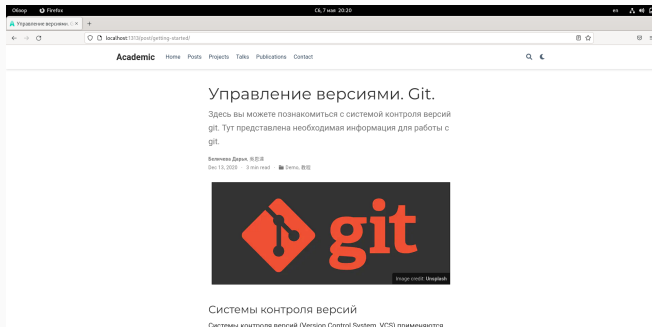 Обзор Firefox Сб, 7 мая 20:20 en
Управление версиями. G
localhost:1313/post/getting-started/
Academic Home Posts Projects Talks Publications Contact
Управление версиями. Git.
Здесь вы можете познакомиться с системой контроля версий
git. Тут представлена необходимая информация для работы с
git.
Беличева Дарья,
Dec 13, 2020 · 3 min read · Demo, 教程
git
Image credit: Unsplash
Системы контроля версий
Системы контроля версий (Version Control System, VCS) применяются